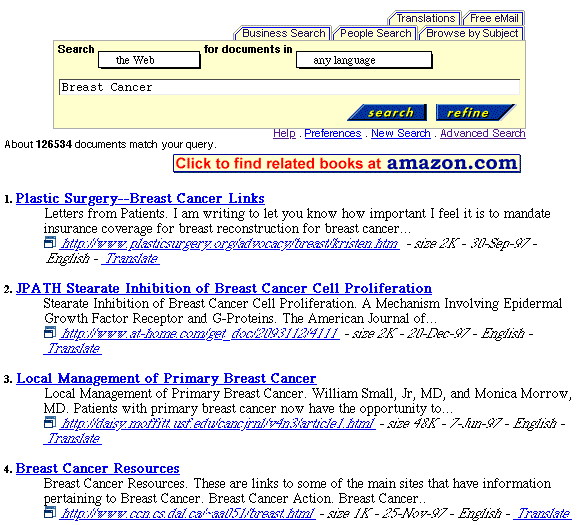 Translations Free eMail
Business Search People Search Browse by Subject
Search the Web for documents in any language
Breast Cancer
search refine
Help . Preferences . New Search . Advanced Search
About 126534 documents match your query.
Click to find related books at amazon.com
1. Plastic Surgery--Breast Cancer Links
Letters from Patients. I am writing to let you know how important I feel it is to mandate
insurance coverage for breast reconstruction for breast cancer...
http://www.plasticsurgery.org/advocacy/breast/kristen.htm - size 2K - 30-Sep-97 -
English - Translate
2. JPATH Stearate Inhibition of Breast Cancer Cell Proliferation
Stearate Inhibition of Breast Cancer Cell Proliferation. A Mechanism Involving Epidermal
Growth Factor Receptor and G-Proteins. The American Journal of...
http://www.at-home.com/get_doc/2093112/4111 - size 2K - 20-Dec-97 - English -
Translate
3. Local Management of Primary Breast Cancer
Local Management of Primary Breast Cancer. William Small, Jr, MD, and Monica Morrow,
MD. Patients with primary breast cancer now have the opportunity to...
http://daisy.moffitt.usf.edu/cancjrnl/v4n3/article1.html - size 48K - 7-Jun-97 - English -
Translate
4. Breast Cancer Resources
Breast Cancer Resources. These are links to some of the main sites that have information
pertaining to Breast Cancer. Breast Cancer Action. Breast Cancer..
http://www.ccn.cs.dal.ca/~aa051/breast.html - size 1K - 25-Nov-97 - English - Translate